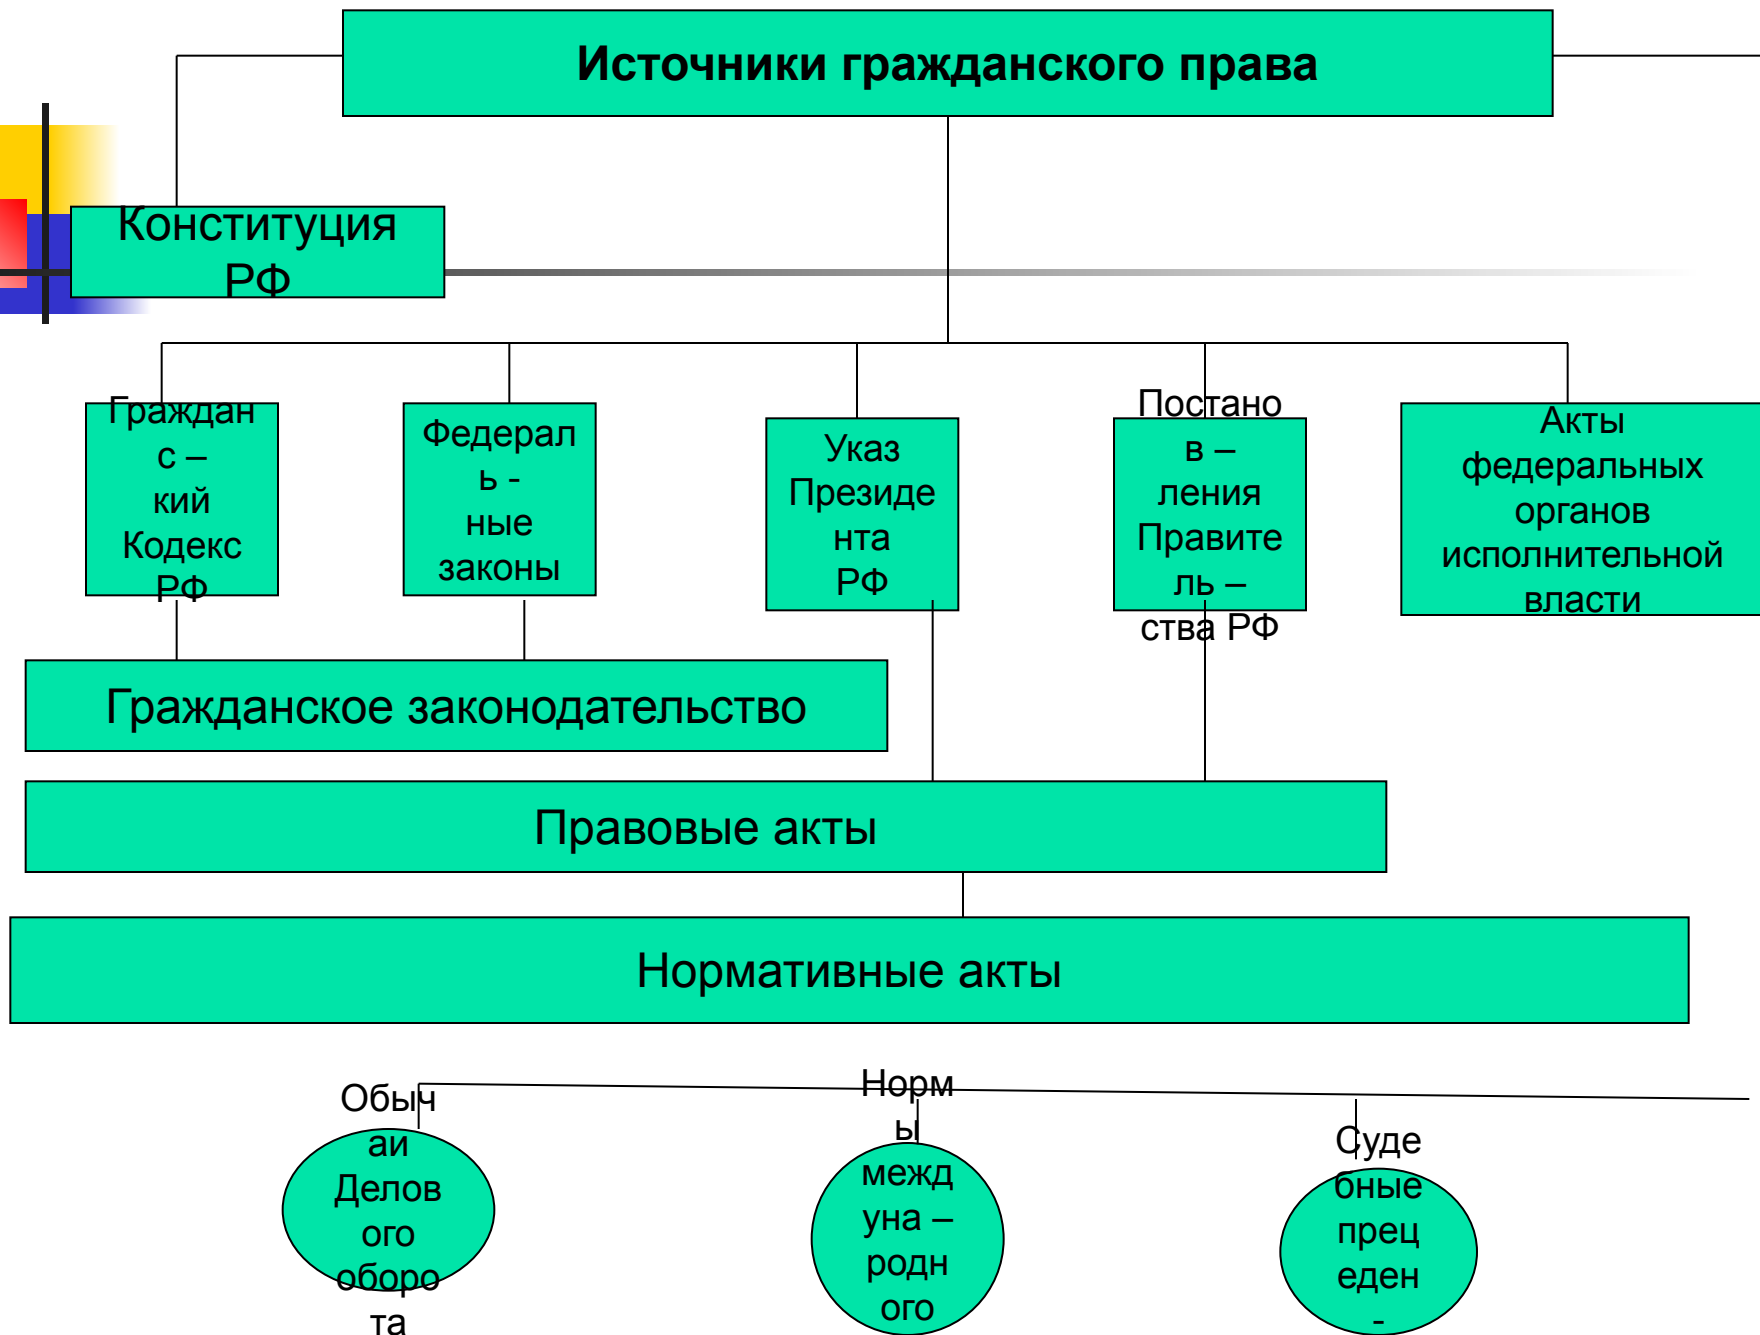 Источники гражданского права
Конституция
РФ
Граждан
с –
кий
Кодекс
РФ
Федерал
ь -
ные
законы
Указ
Президе
нта
РФ
Постано
в –
ления
Правите
ль –
ства РФ
Акты
федеральных
органов
исполнительной
власти
Гражданское законодательство
Правовые акты
Нормативные акты
Обыч
аи
Делов
ого
оборо
та
Норм
ы
межд
уна –
родн
ого
Суде
бные
прец
еден
-